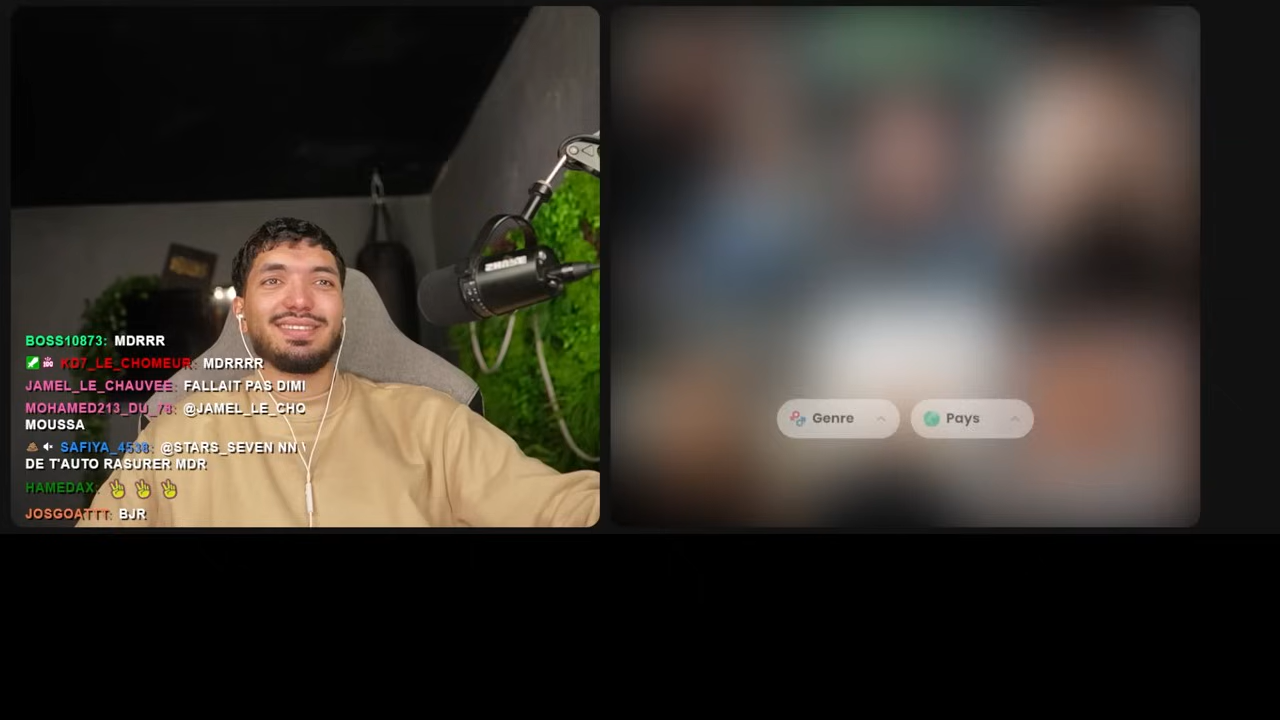 BOSS10873: MDRRR
KD7_LE_CHOMEUR: MDRRRR
JAMEL_LE_CHAUVEE: FALLAIT PAS DIMI
MOHAMED213_DU_78: @JAMEL_LE_CHO
MOUSSA
SAFIYA_4538: @STARS_SEVEN NN \
DE T'AUTO RASURER MDR
HAMEDAX:
JOSGOATTT: BJR
Genre
Pays